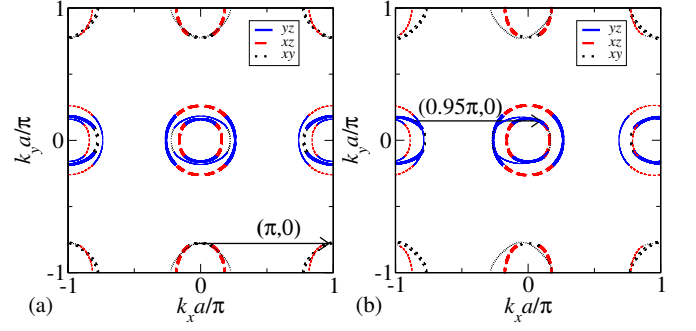 1
yz
xz
xy
k_y a/π
0
(π,0)
-1
-1
0
1
(a)
k_x a/π
1
yz
xz
xy
(0.95π,0)
k_y a/π
0
-1
-1
0
1
(b)
k_x a/π